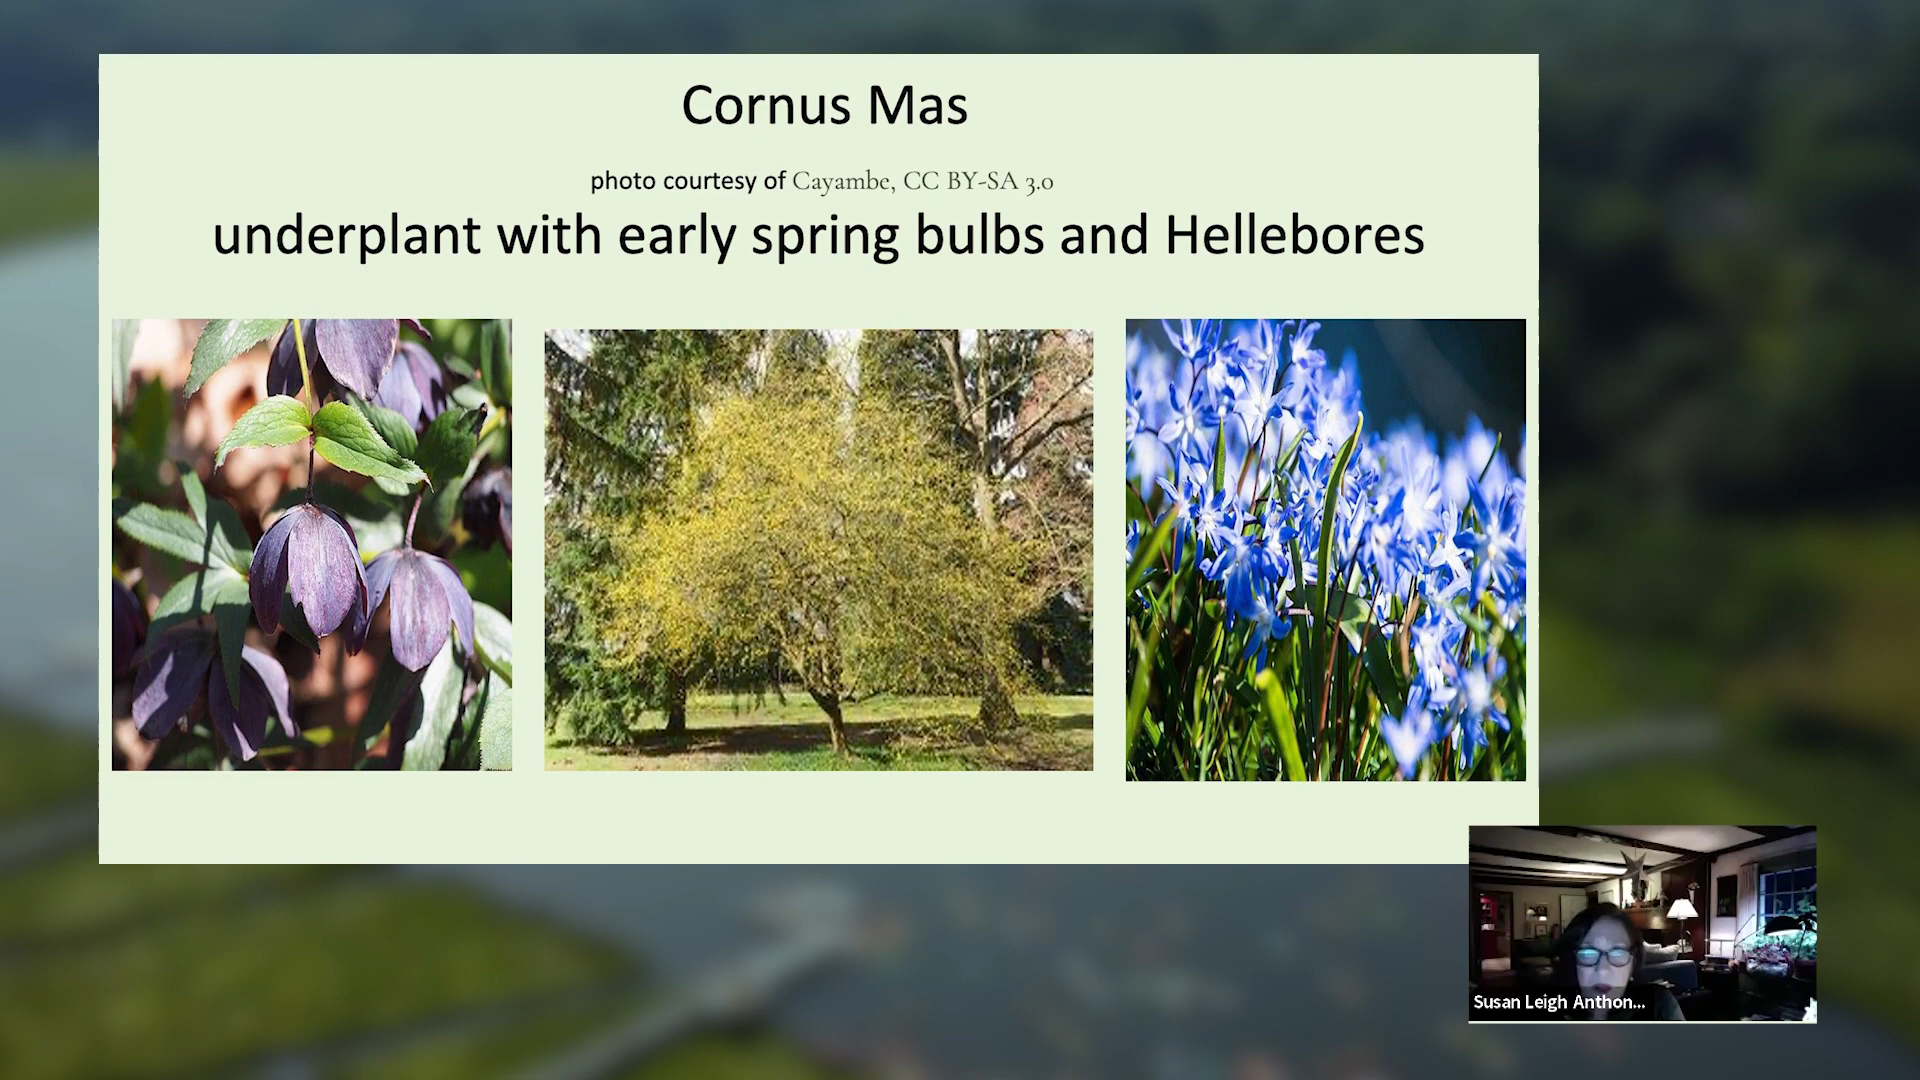 Cornus Mas
photo courtesy of Cayambe, CC BY-SA 3.0
underplant with early spring bulbs and Hellebores
Susan Leigh Anthon...